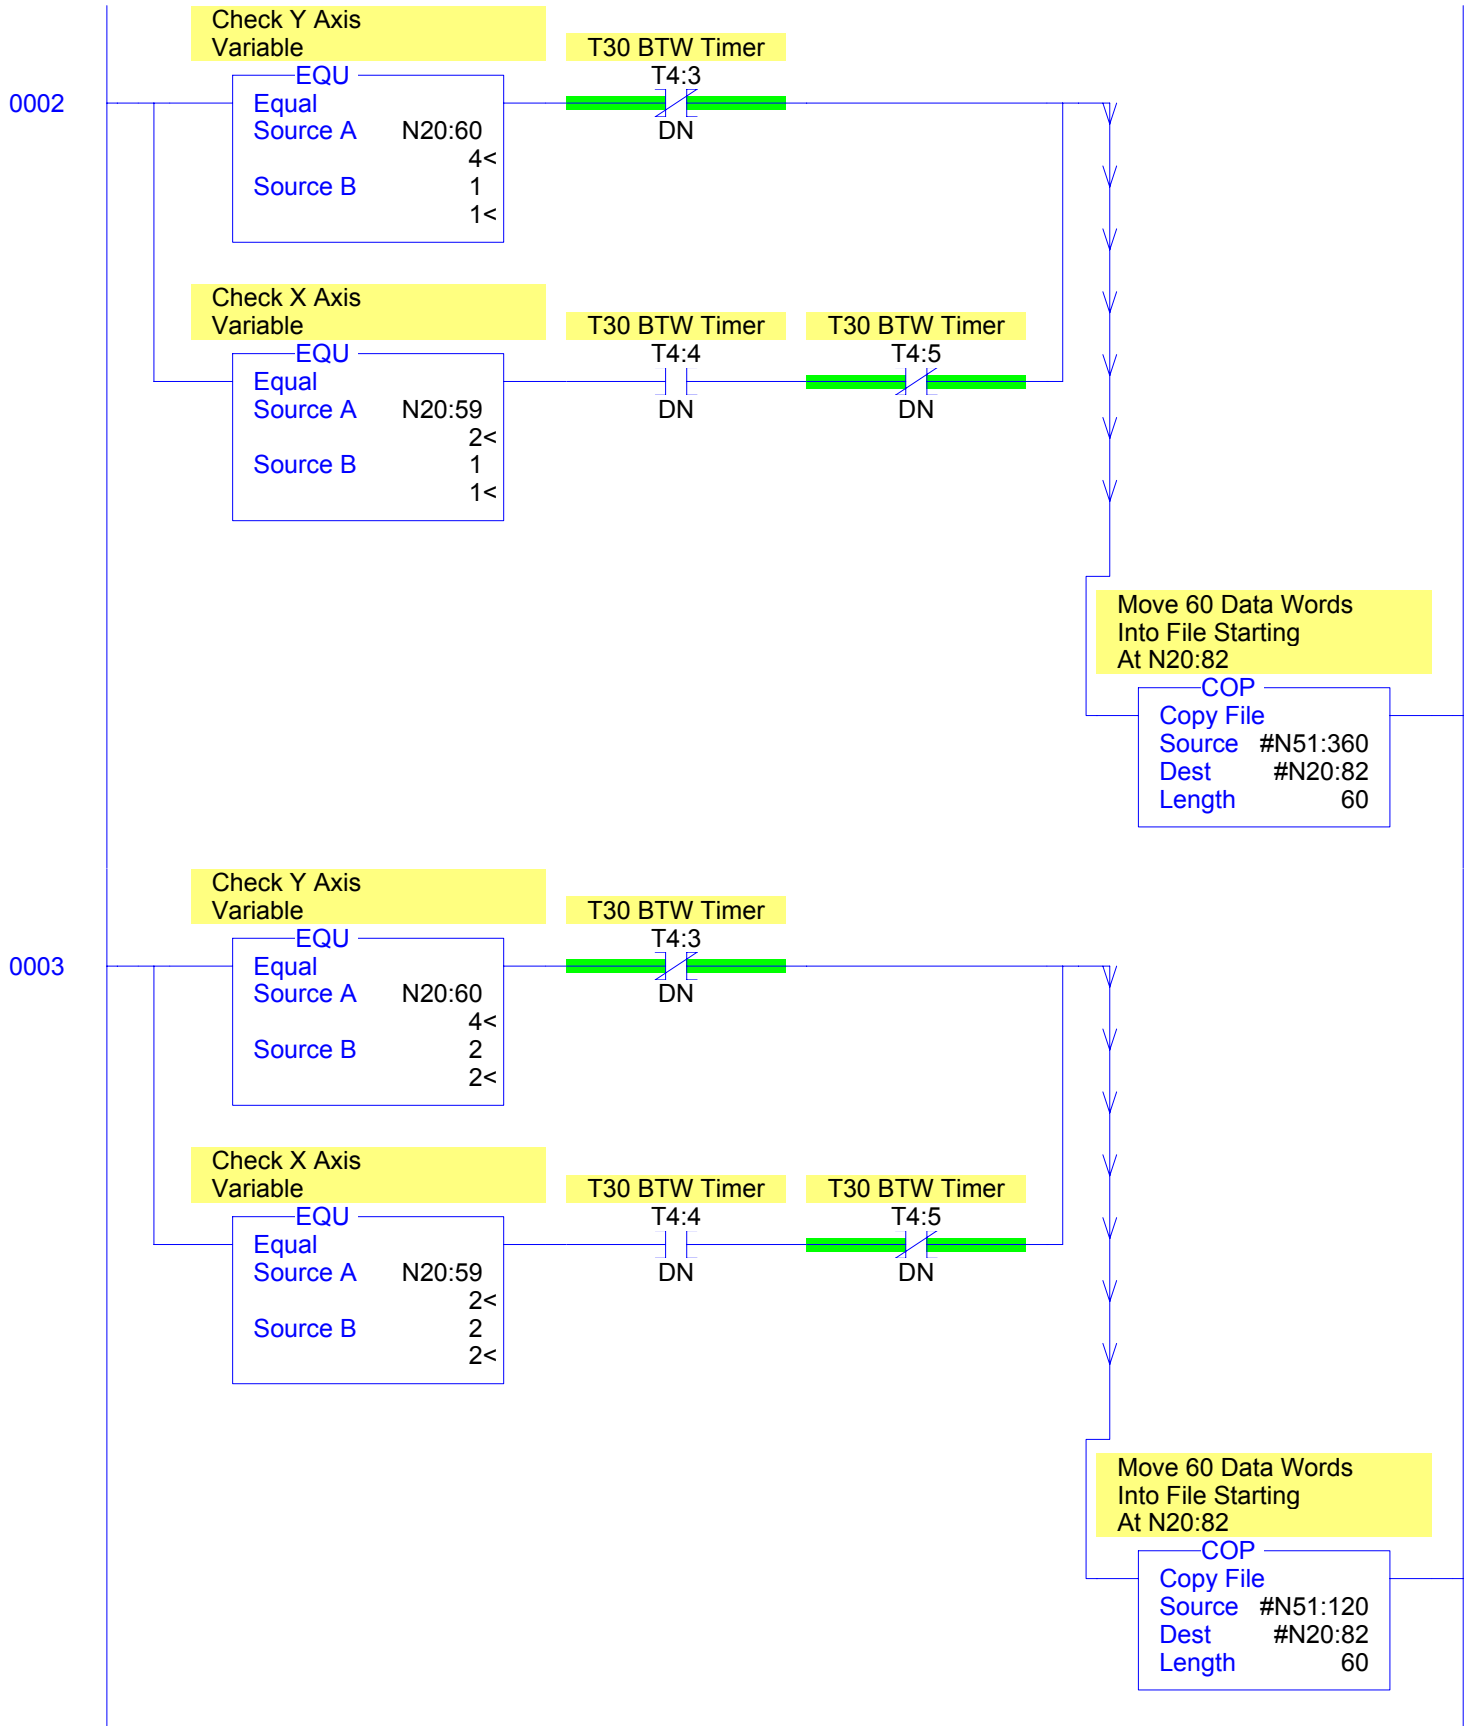 Check Y Axis
Variable
T30 BTW Timer
EQU
T4:3
0002
Equal
Source A N20:60
DN
4<
Source B 1
1<
Check X Axis
Variable
T30 BTW Timer T30 BTW Timer
EQU
T4:4 T4:5
Equal
Source A N20:59
DN DN
2<
Source B 1
1<
Move 60 Data Words
Into File Starting
At N20:82
COP
Copy File
Source #N51:360
Dest #N20:82
Length 60
Check Y Axis
Variable
T30 BTW Timer
EQU
T4:3
0003
Equal
Source A N20:60
DN
4<
Source B 2
2<
Check X Axis
Variable
T30 BTW Timer T30 BTW Timer
EQU
T4:4 T4:5
Equal
Source A N20:59
DN DN
2<
Source B 2
2<
Move 60 Data Words
Into File Starting
At N20:82
COP
Copy File
Source #N51:120
Dest #N20:82
Length 60